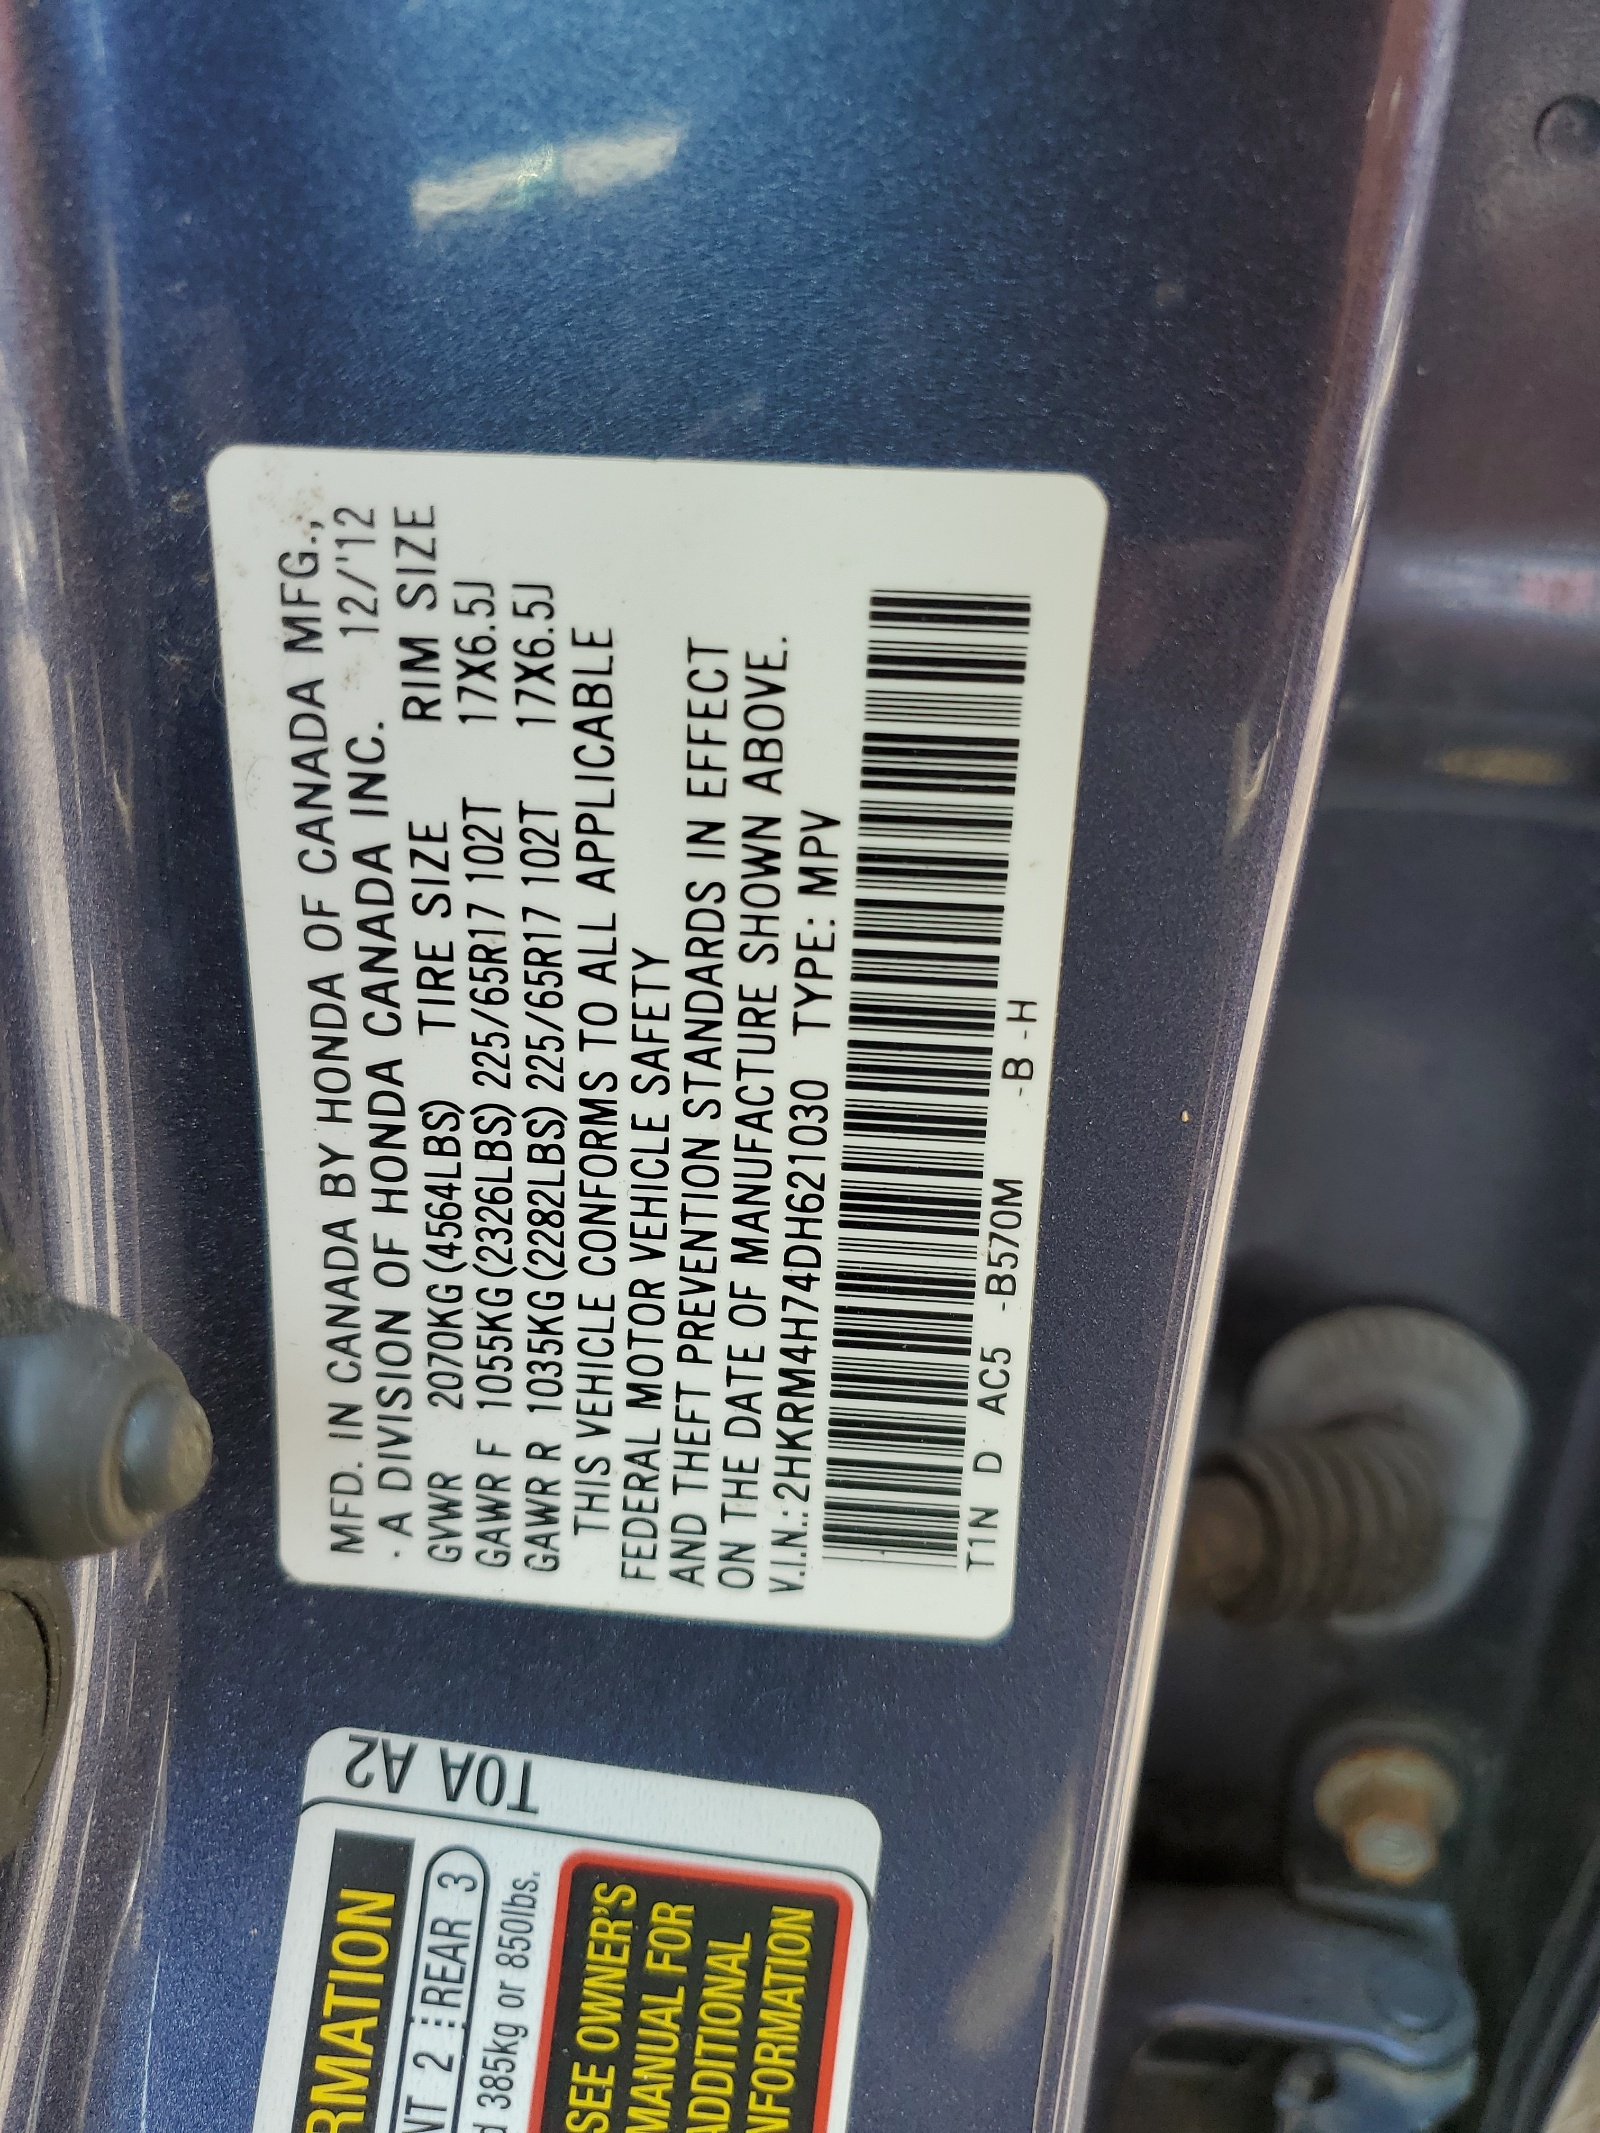 MFD. IN CANADA BY HONDA OF CANADA MFG.,
· A DIVISION OF HONDA CANADA INC. 12/'12
GVWR 2070KG(4564LBS) TIRE SIZE RIM SIZE
GAWR F 1055KG(2326LBS) 225/65R17 102T 17X6.5J
GAWR R 1035KG(2282LBS) 225/65R17 102T 17X6.5J
THIS VEHICLE CONFORMS TO ALL APPLICABLE
FEDERAL MOTOR VEHICLE SAFETY
AND THEFT PREVENTION STANDARDS IN EFFECT
ON THE DATE OF MANUFACTURE SHOWN ABOVE.
V.I.N.:2HKRM4H74DH621030 TYPE: MPV
T1N D AC5 -B570M -B -H
T0A A2
RMATION
NT 2 REAR 3
385kg or 850lbs.
SEE OWNER'S
MANUAL FOR
ADDITIONAL
NFORMATION